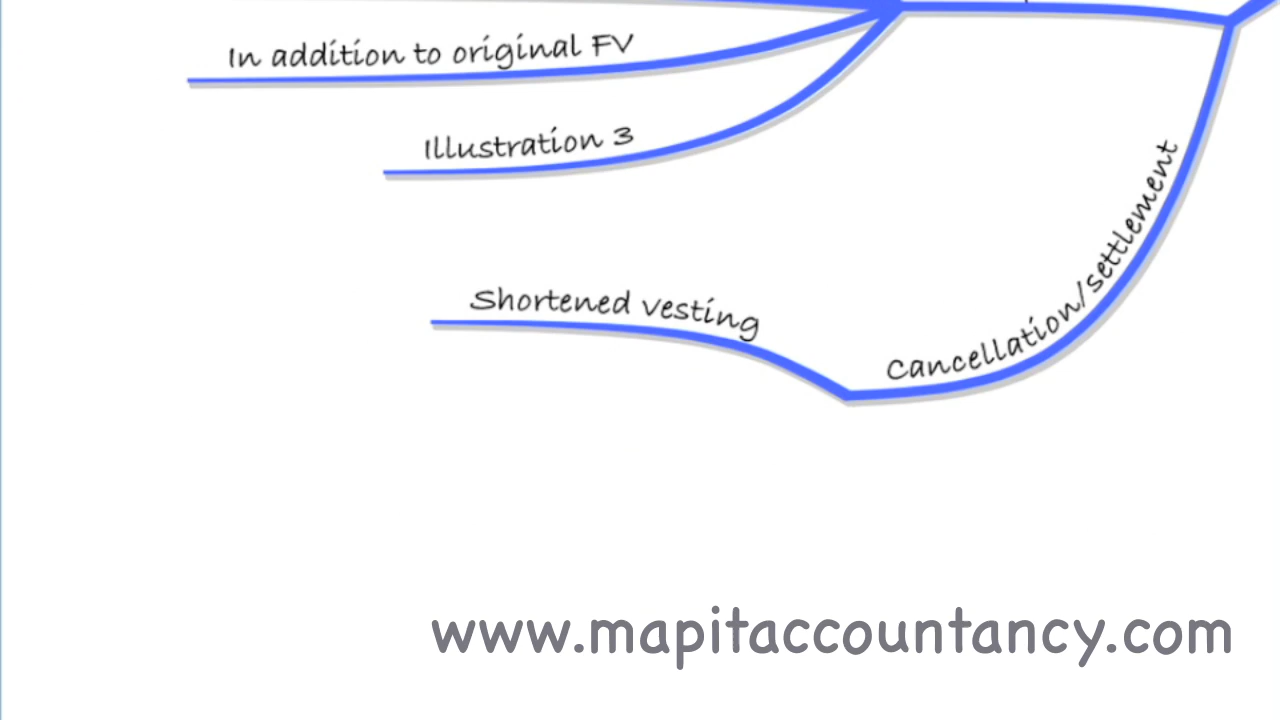 In addition to original FV
Illustration 3
Shortened vesting
Cancellation/settlement
www.mapitaccountancy.com